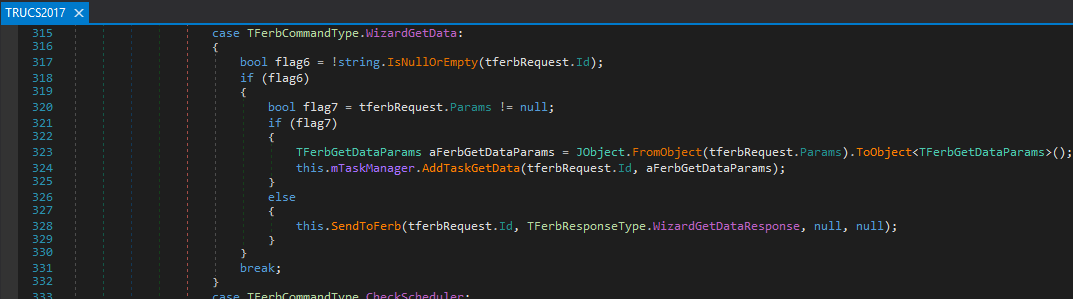 TRUCS2017 ×
315 case TFerbCommandType.WizardGetData:
316 {
317 bool flag6 = !string.IsNullOrEmpty(tferbRequest.Id);
318 if (flag6)
319 {
320 bool flag7 = tferbRequest.Params != null;
321 if (flag7)
322 {
323 TFerbGetDataParams aFerbGetDataParams = JObject.FromObject(tferbRequest.Params).ToObject<TFerbGetDataParams>();
324 this.mTaskManager.AddTaskGetData(tferbRequest.Id, aFerbGetDataParams);
325 }
326 else
327 {
328 this.SendToFerb(tferbRequest.Id, TFerbResponseType.WizardGetDataResponse, null, null);
329 }
330 }
331 break;
332 }
333 case TFerbCommandType.CheckScheduler: